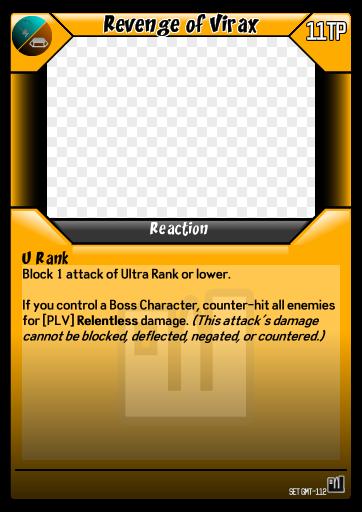 Revenge of Virax
11TP
Reaction
U Rank
Block 1 attack of Ultra Rank or lower.
If you control a Boss Character, counter-hit all enemies
for [PLV] Relentless damage. (This attack's damage
cannot be blocked, deflected, negated, or countered.)
SET GMT-112